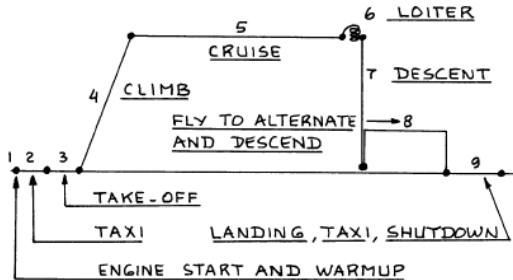 6 LOITER
5
CRUISE
7 DESCENT
4 CLIMB
FLY TO ALTERNATE
AND DESCEND
8
1 2 3
9
TAKE-OFF
TAXI
LANDING, TAXI, SHUTDOWN
ENGINE START AND WARMUP